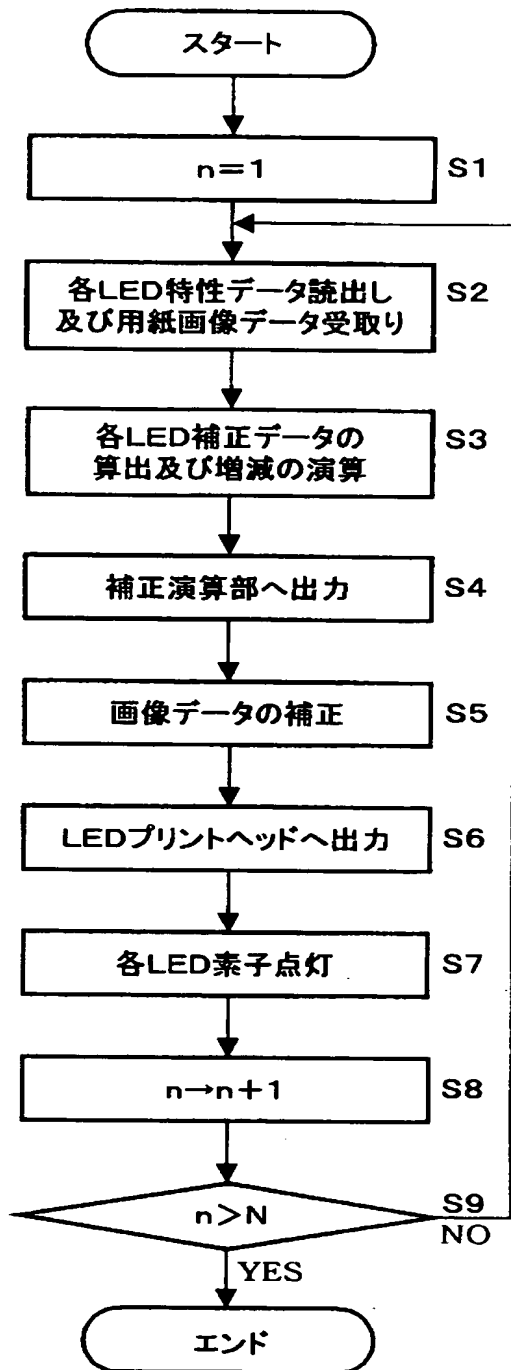 スタート
n=1
S1
各LED特性データ読出し
及び用紙画像データ受取り
S2
各LED補正データの
算出及び増減の演算
S3
補正演算部へ出力
S4
画像データの補正
S5
LEDプリントヘッドへ出力
S6
各LED素子点灯
S7
n→n+1
S8
n>N
S9
NO
YES
エンド